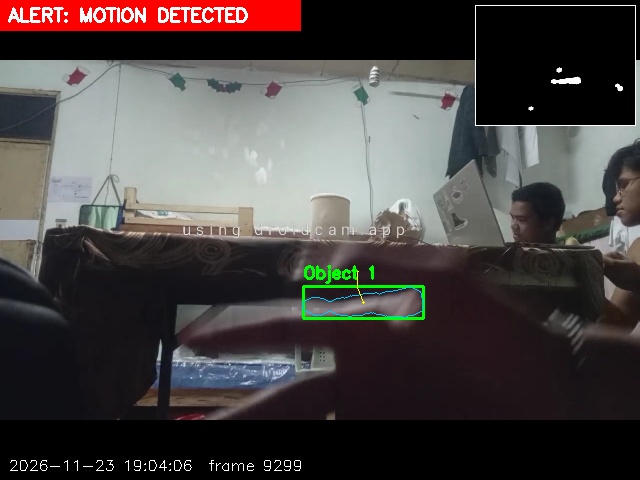 ALERT: MOTION DETECTED
using droidcam app
Object 1
2026-11-23 19:04:06 frame 9299